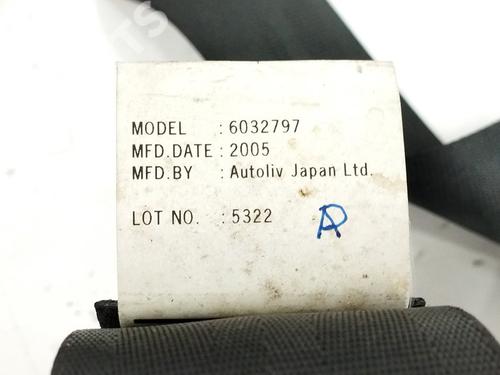 MODEL : 6032797
MFD.DATE : 2005
MFD.BY : Autoliv Japan Ltd.
LOT NO. : 5322